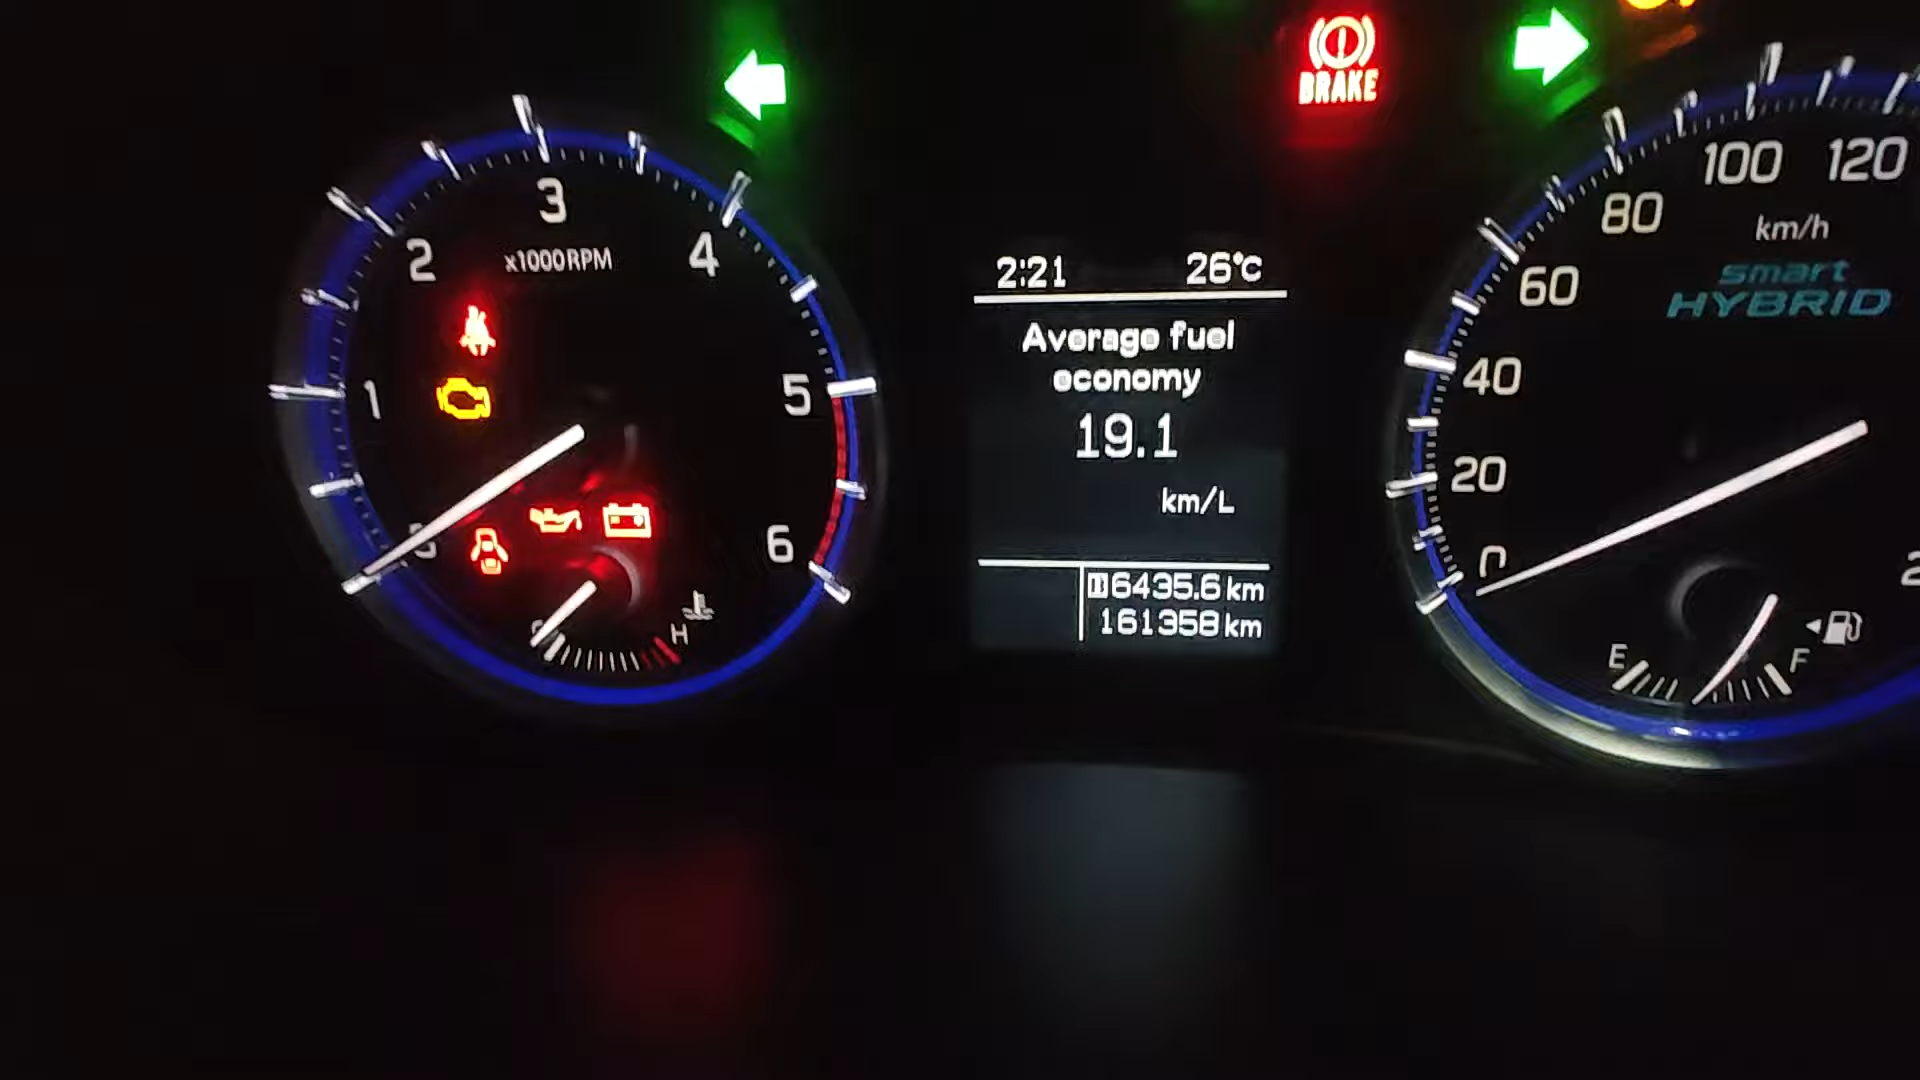 BRAKE
3
2
4
x1000RPM
1
5
6
H
2:21 26°C
Average fuel
economy
19.1
km/L
6435.6 km
161358 km
100 120
80
km/h
60
smart
HYBRID
40
20
0
E
F